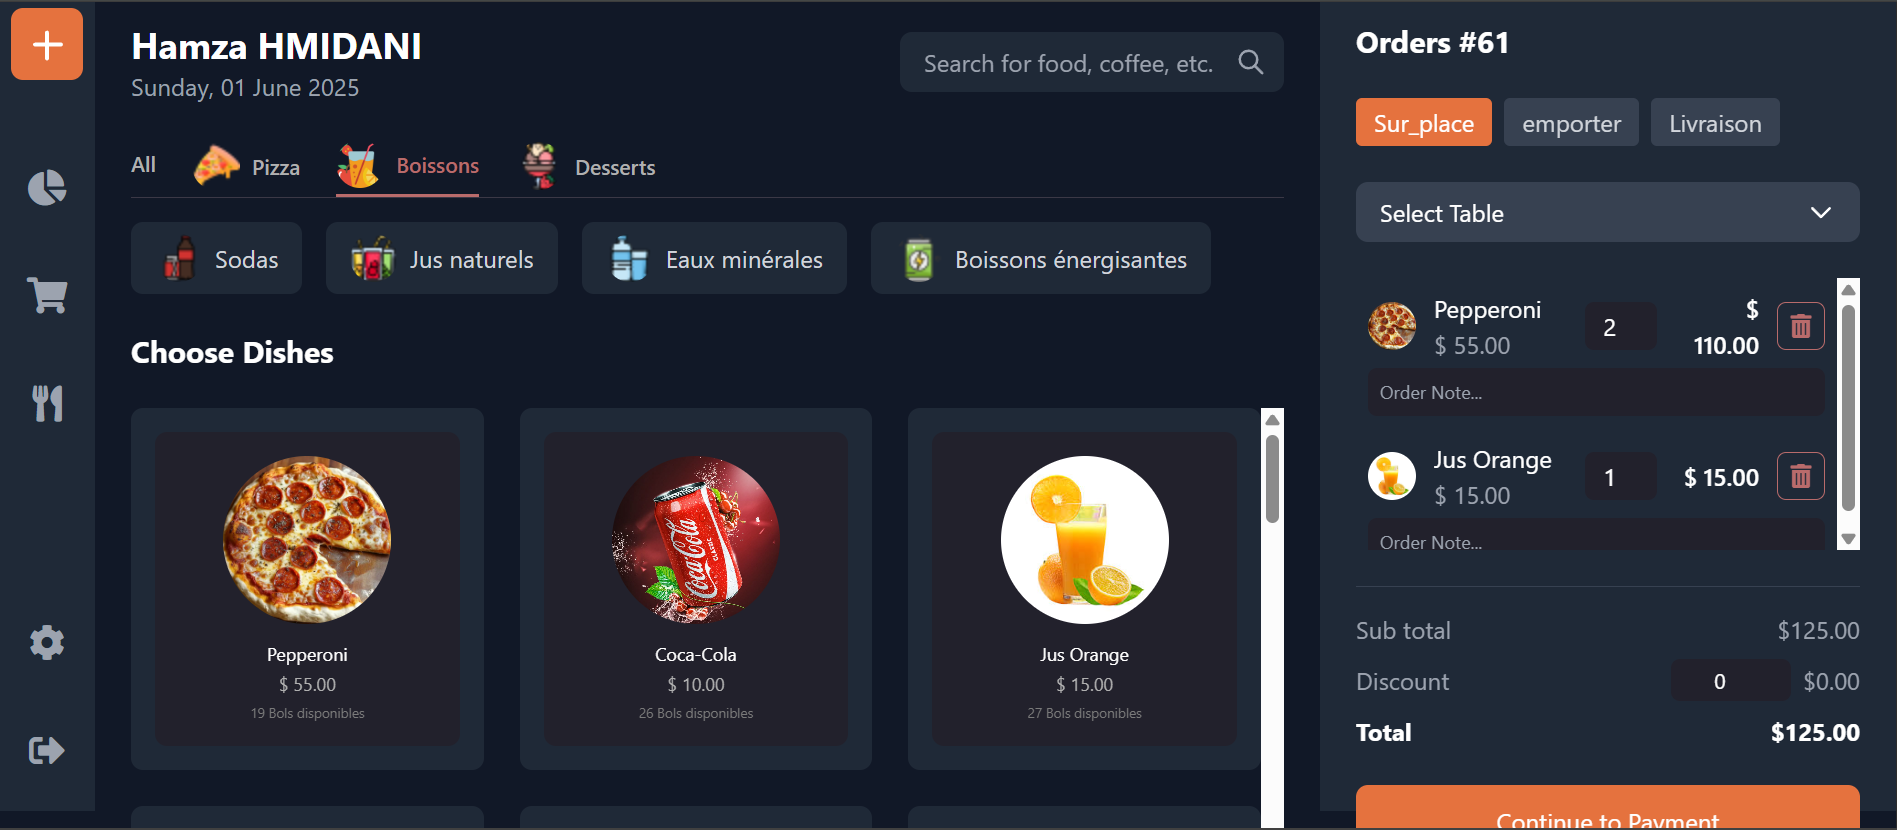 Hamza HMIDANI
Sunday, 01 June 2025
Search for food, coffee, etc.
All
Pizza
Boissons
Desserts
Sodas
Jus naturels
Eaux minérales
Boissons énergisantes
Choose Dishes
Coca-Cola
CLASSIC
Pepperoni
$ 55.00
19 Bols disponibles
Coca-Cola
$ 10.00
26 Bols disponibles
Jus Orange
$ 15.00
27 Bols disponibles
Orders #61
Sur_place
emporter
Livraison
Select Table
Pepperoni
$ 55.00
2
$
110.00
Order Note...
Jus Orange
$ 15.00
1
$ 15.00
Order Note...
Sub total
$125.00
Discount
0
$0.00
Total
$125.00
Continue to Payment